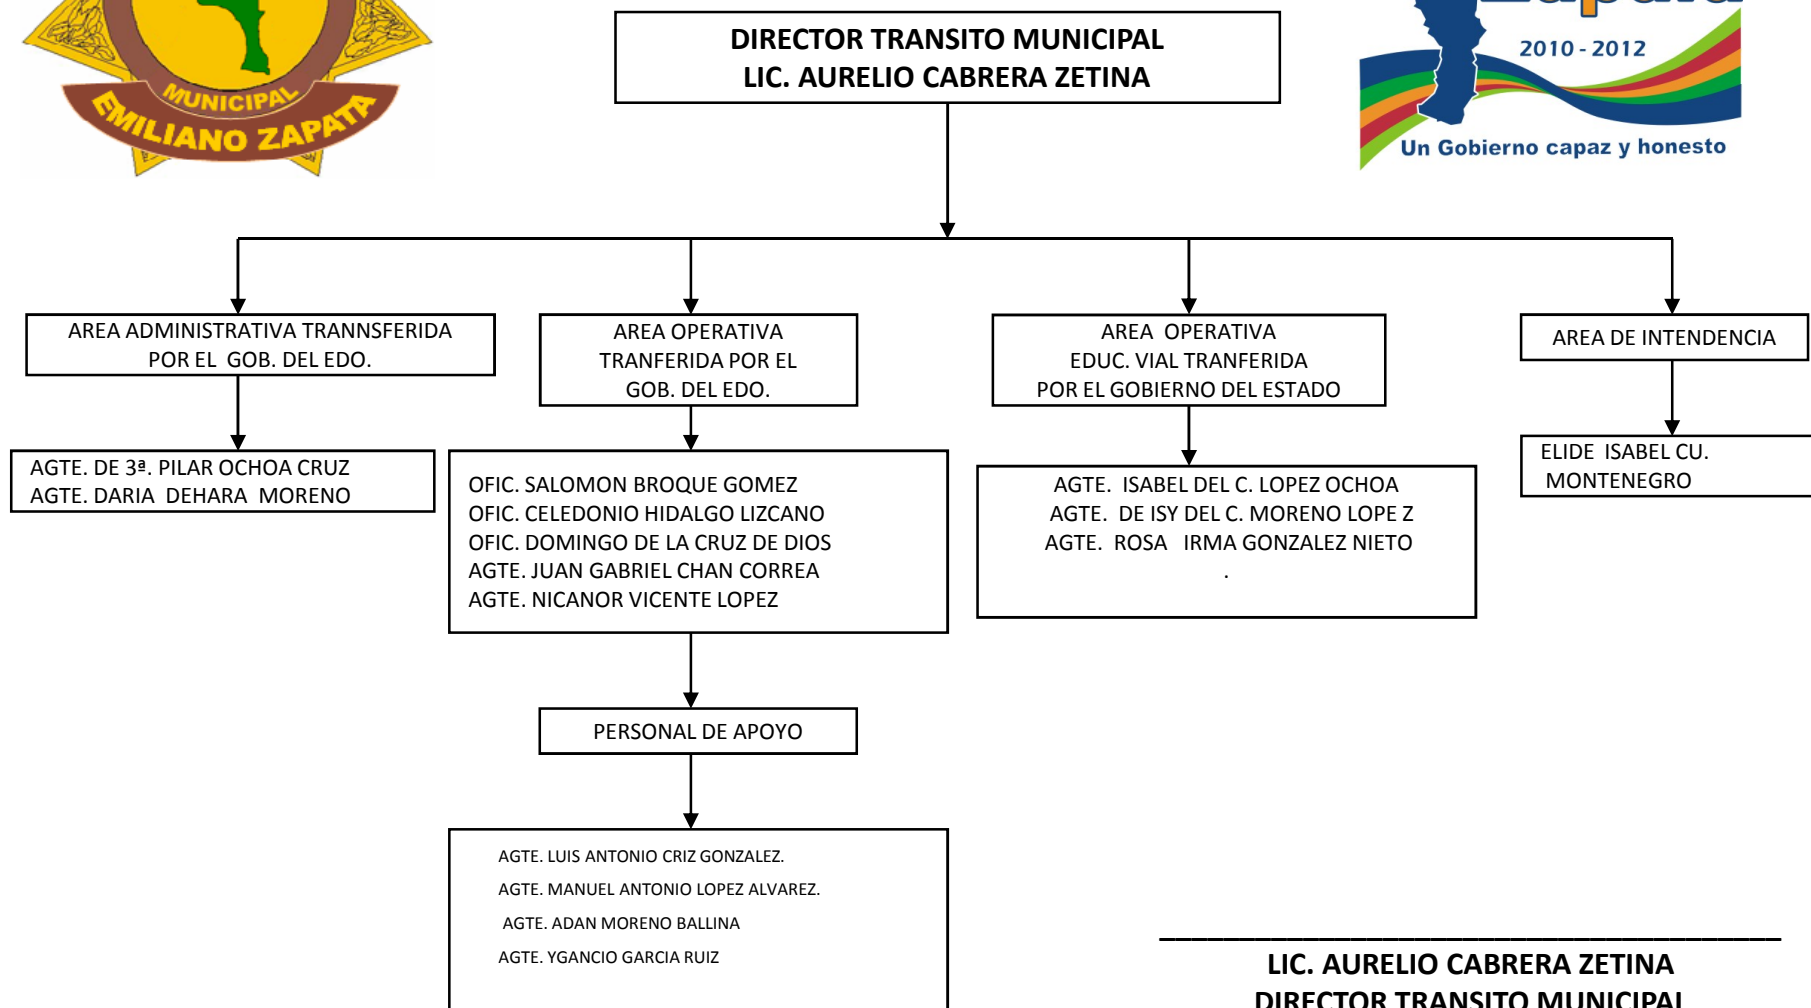 MUNICIPAL
EMILIANO ZAPATA
DIRECTOR TRANSITO MUNICIPAL
LIC. AURELIO CABRERA ZETINA
Zapata
2010 - 2012
Un Gobierno capaz y honesto
AREA ADMINISTRATIVA TRANNSFERIDA
POR EL GOB. DEL EDO.
AREA OPERATIVA
TRANFERIDA POR EL
GOB. DEL EDO.
AREA OPERATIVA
EDUC. VIAL TRANFERIDA
POR EL GOBIERNO DEL ESTADO
AREA DE INTENDENCIA
AGTE. DE 3ª. PILAR OCHOA CRUZ
AGTE. DARIA DEHARA MORENO
OFIC. SALOMON BROQUE GOMEZ
OFIC. CELEDONIO HIDALGO LIZCANO
OFIC. DOMINGO DE LA CRUZ DE DIOS
AGTE. JUAN GABRIEL CHAN CORREA
AGTE. NICANOR VICENTE LOPEZ
AGTE. ISABEL DEL C. LOPEZ OCHOA
AGTE. DE ISY DEL C. MORENO LOPE Z
AGTE. ROSA IRMA GONZALEZ NIETO
.
ELIDE ISABEL CU.
MONTENEGRO
PERSONAL DE APOYO
AGTE. LUIS ANTONIO CRIZ GONZALEZ.
AGTE. MANUEL ANTONIO LOPEZ ALVAREZ.
AGTE. ADAN MORENO BALLINA
AGTE. YGANCIO GARCIA RUIZ
LIC. AURELIO CABRERA ZETINA
DIRECTOR TRANSITO MUNICIPAL